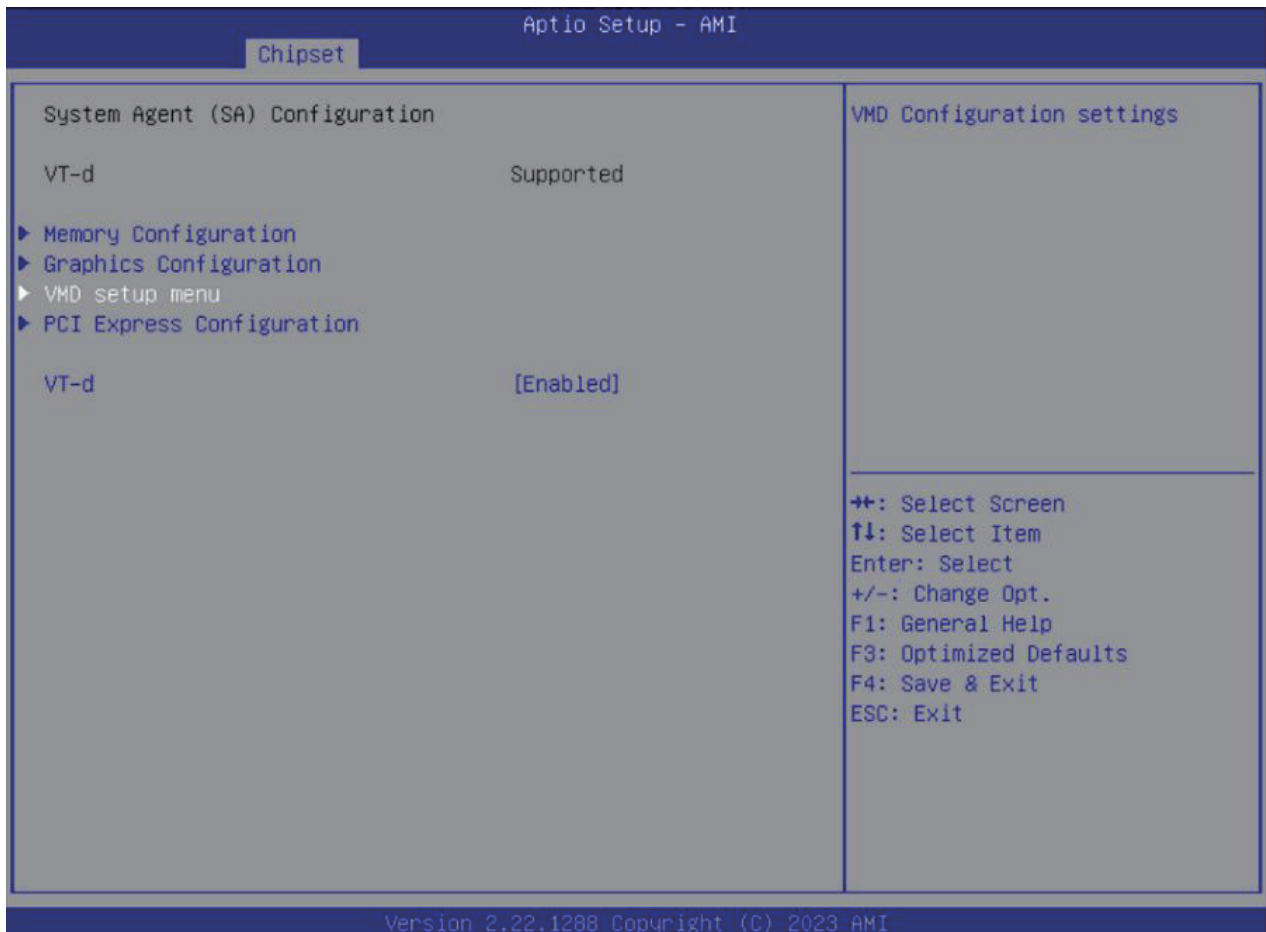 Aptio Setup – AMI
Chipset
System Agent (SA) Configuration
VT-d Supported
▶ Memory Configuration
▶ Graphics Configuration
▶ VMD setup menu
▶ PCI Express Configuration
VT-d [Enabled]
VMD Configuration settings
→←: Select Screen
↑↓: Select Item
Enter: Select
+/-: Change Opt.
F1: General Help
F3: Optimized Defaults
F4: Save & Exit
ESC: Exit
Version 2.22.1288 Copyright (C) 2023 AMI